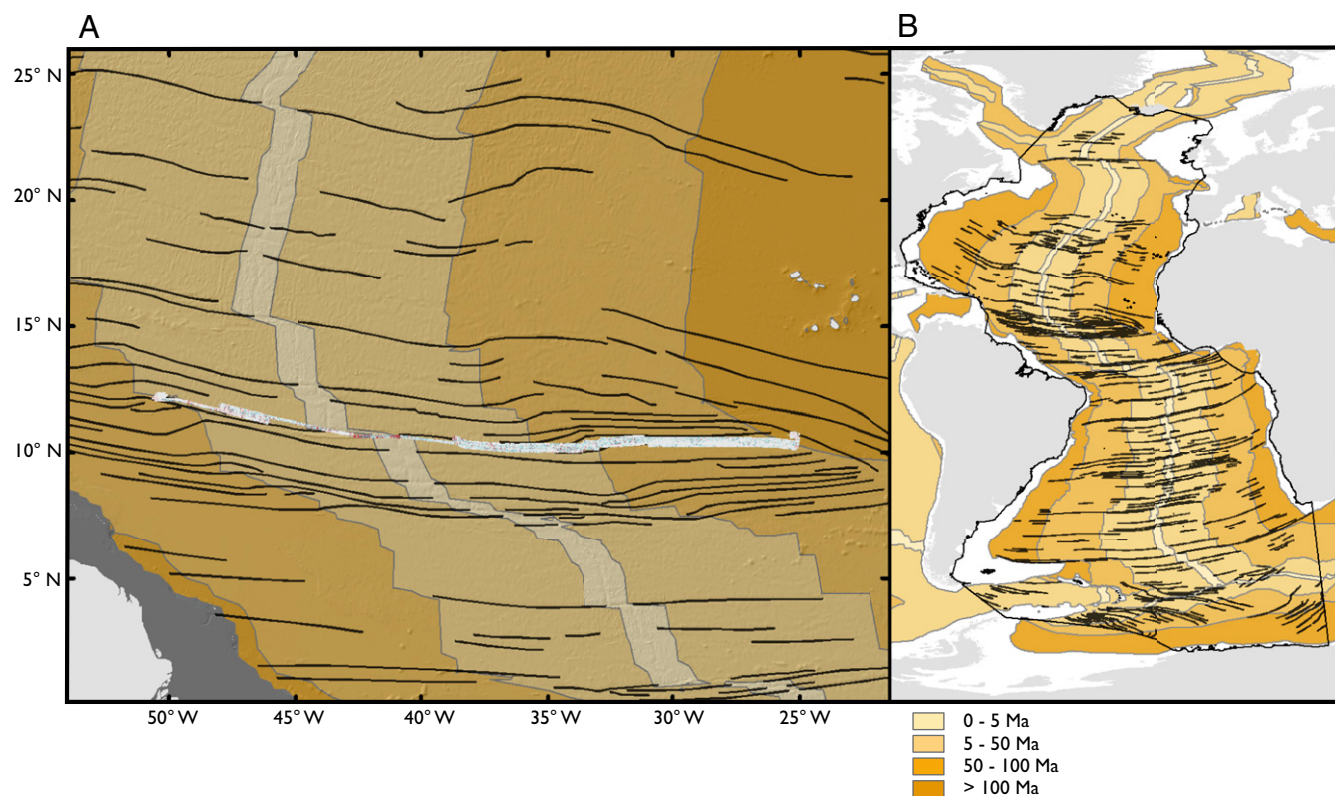 A
B
25° N
20° N
15° N
10° N
5° N
50° W
45° W
40° W
35° W
30° W
25° W
0 - 5 Ma
5 - 50 Ma
50 - 100 Ma
> 100 Ma